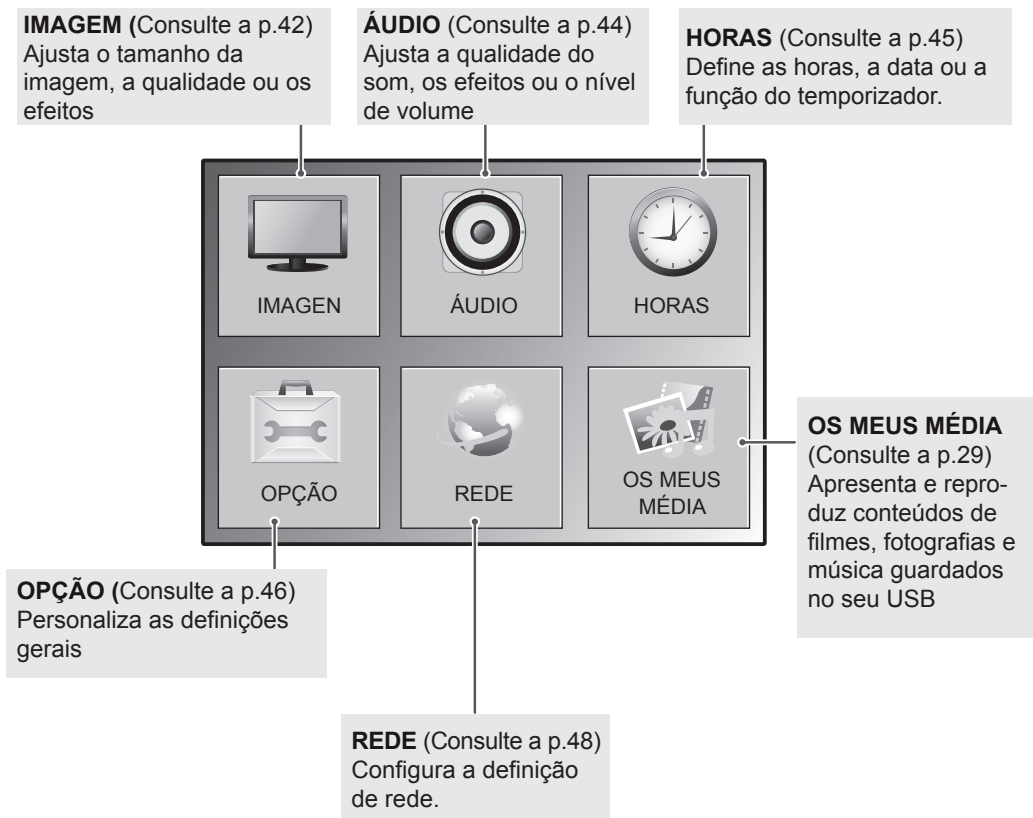 IMAGEM (Consulte a p.42)
Ajusta o tamanho da
imagem, a qualidade ou os
efeitos
ÁUDIO (Consulte a p.44)
Ajusta a qualidade do
som, os efeitos ou o nível
de volume
HORAS (Consulte a p.45)
Define as horas, a data ou a
função do temporizador.
IMAGEN
ÁUDIO
HORAS
OPÇÃO
REDE
OS MEUS
MÉDIA
OS MEUS MÉDIA
(Consulte a p.29)
Apresenta e repro-
duz conteúdos de
filmes, fotografias e
música guardados
no seu USB
OPÇÃO (Consulte a p.46)
Personaliza as definições
gerais
REDE (Consulte a p.48)
Configura a definição
de rede.